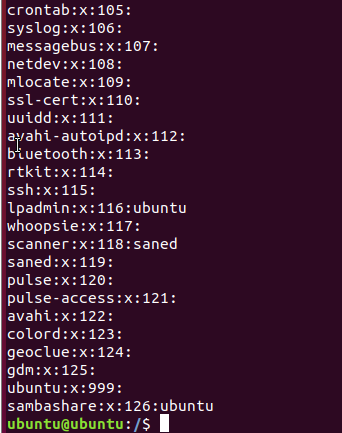 crontab:x:105:
syslog:x:106:
messagebus:x:107:
netdev:x:108:
mlocate:x:109:
ssl-cert:x:110:
uuidd:x:111:
avahi-autoipd:x:112:
bluetooth:x:113:
rtkit:x:114:
ssh:x:115:
lpadmin:x:116:ubuntu
whoopsie:x:117:
scanner:x:118:saned
saned:x:119:
pulse:x:120:
pulse-access:x:121:
avahi:x:122:
colord:x:123:
geoclue:x:124:
gdm:x:125:
ubuntu:x:999:
sambashare:x:126:ubuntu
ubuntu@ubuntu:/$